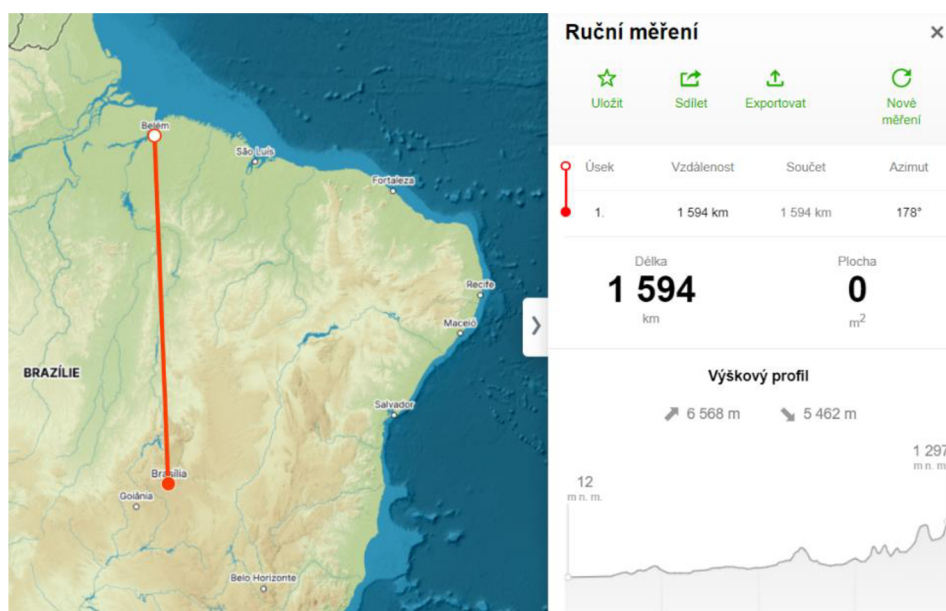 Belém
São Luís
Fortaleza
Recife
Maceió
BRAZÍLIE
Salvador
Brasília
Goiânia
Belo Horizonte
Ruční měření
Uložit
Sdílet
Exportovat
Nové
měření
Úsek Vzdálenost Součet Azimut
1. 1 594 km 1 594 km 178°
Délka Plocha
1 594 0
km m²
Výškový profil
6 568 m 5 462 m
1 297
m n. m.
12
m n. m.